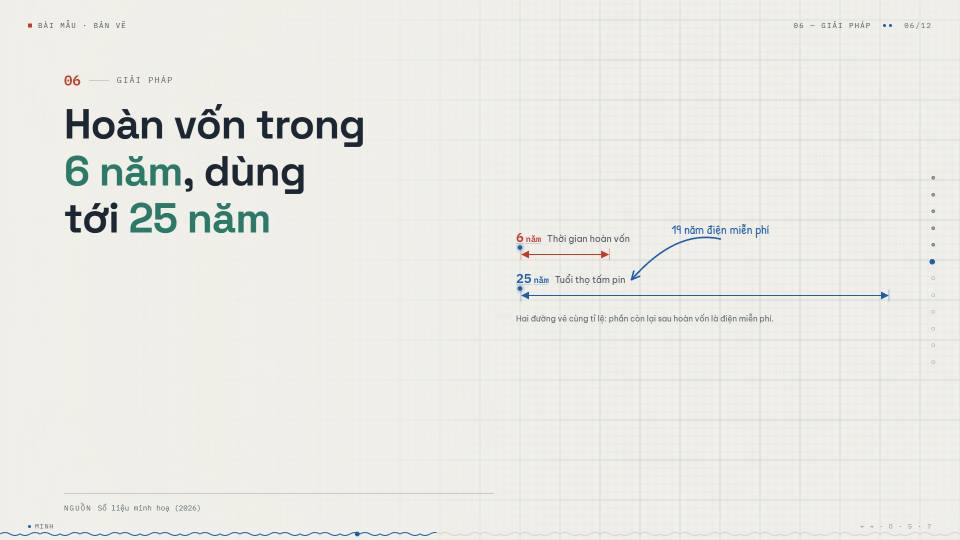 BÀI MẪU · BẢN VẼ
06 — GIẢI PHÁP
06/12
06 GIẢI PHÁP
Hoàn vốn trong
6 năm, dùng
tới 25 năm
19 năm điện miễn phí
6 năm Thời gian hoàn vốn
25 năm Tuổi thọ tấm pin
Hai đường vẽ cùng tỉ lệ: phần còn lại sau hoàn vốn là điện miễn phí.
NGUỒN Số liệu minh hoạ (2026)
MINH